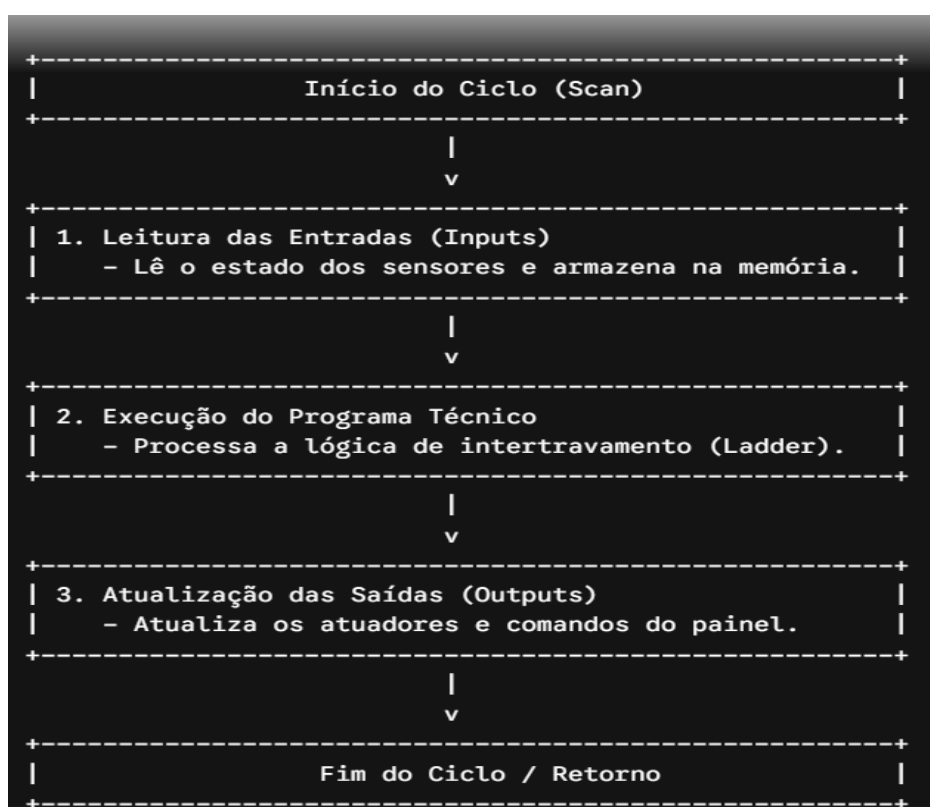 +------------------------------------------------------+
|                 Início do Ciclo (Scan)                |
+------------------------------------------------------+
|
v
+------------------------------------------------------+
| 1. Leitura das Entradas (Inputs)                      |
|    – Lê o estado dos sensores e armazena na memória.  |
+------------------------------------------------------+
|
v
+------------------------------------------------------+
| 2. Execução do Programa Técnico                       |
|    – Processa a lógica de intertravamento (Ladder).   |
+------------------------------------------------------+
|
v
+------------------------------------------------------+
| 3. Atualização das Saídas (Outputs)                   |
|    – Atualiza os atuadores e comandos do painel.      |
+------------------------------------------------------+
|
v
+------------------------------------------------------+
|                  Fim do Ciclo / Retorno               |
+------------------------------------------------------+